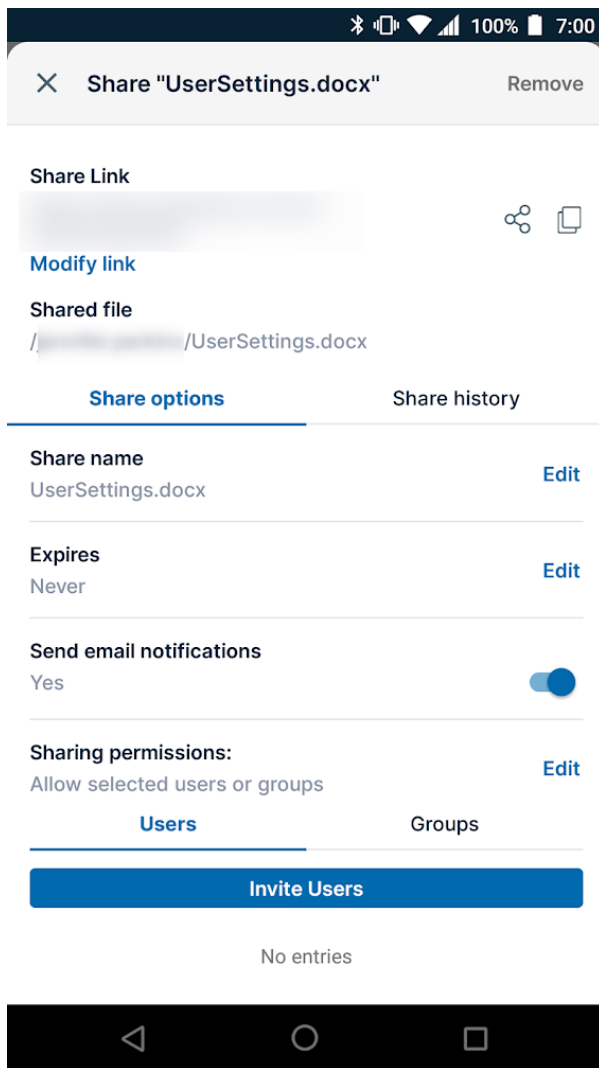 100% 7:00
Share "UserSettings.docx" Remove
Share Link
Modify link
Shared file
/ /UserSettings.docx
Share options Share history
Share name
Edit
UserSettings.docx
Expires
Edit
Never
Send email notifications
Yes
Sharing permissions:
Edit
Allow selected users or groups
Users Groups
Invite Users
No entries